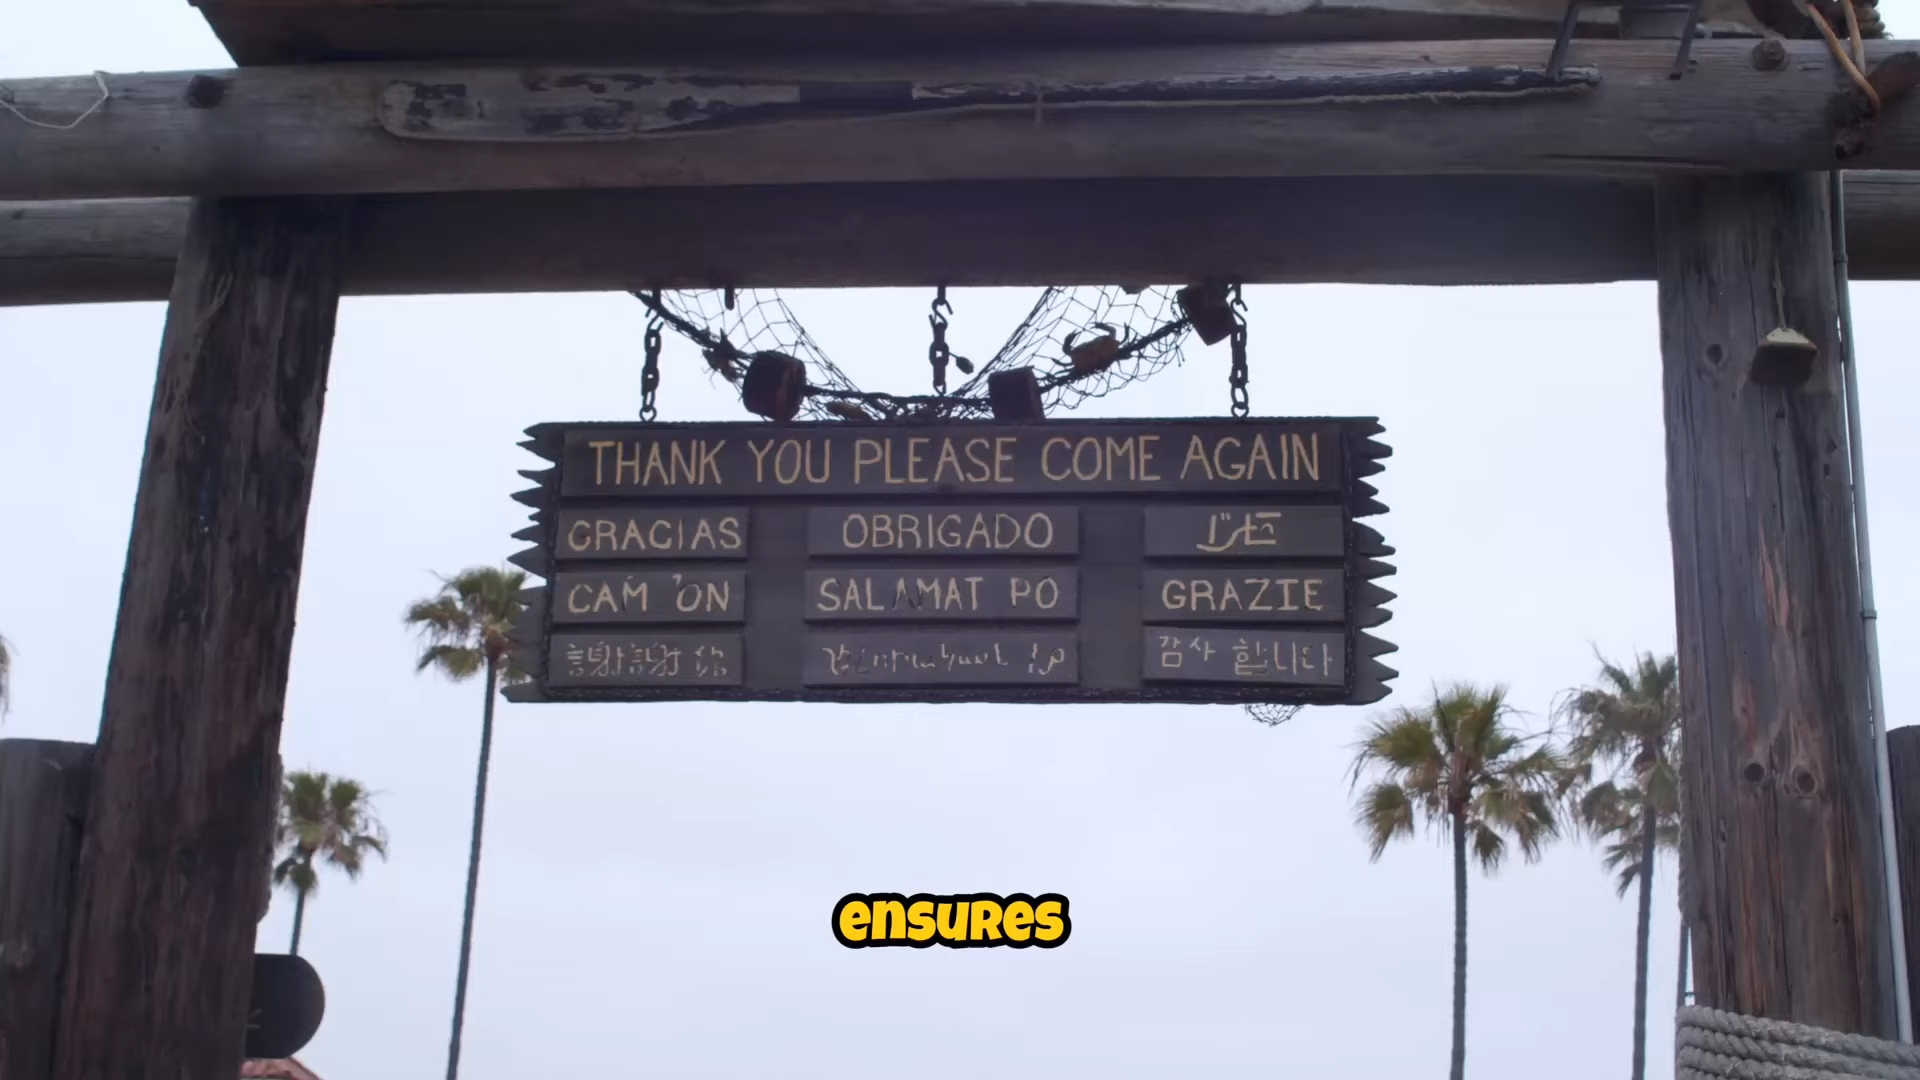 THANK YOU PLEASE COME AGAIN
GRACIAS OBRIGADO
CAM ON SALAMAT PO GRAZIE
謝謝 감사 합니다
ensures